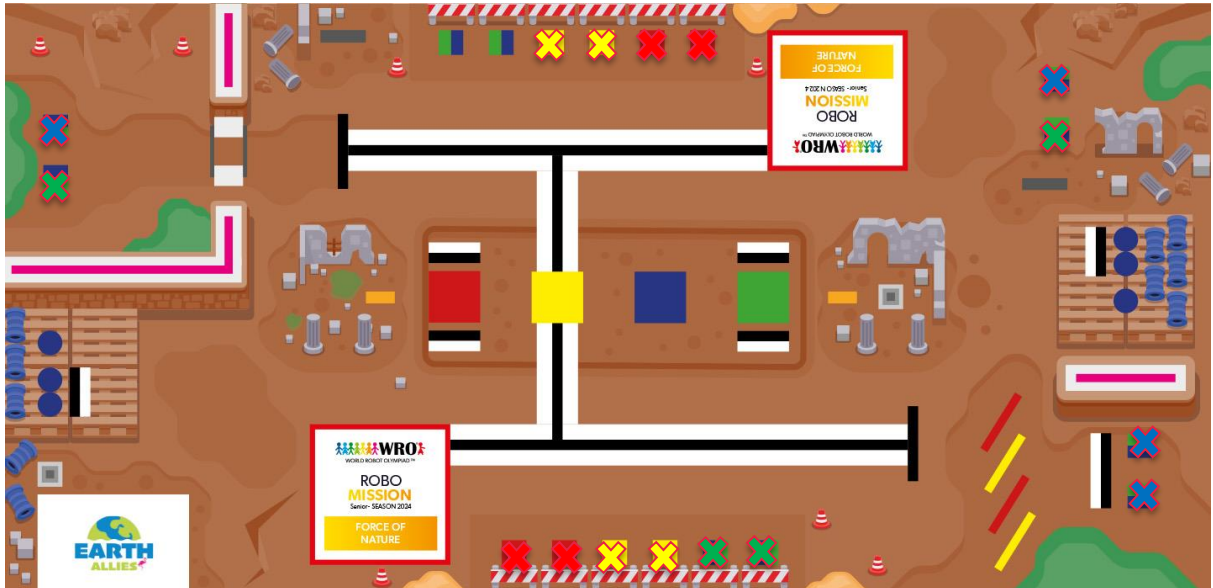 WRO
WORLD ROBOT OLYMPIAD™
ROBO
MISSION
Senior- SEASON 2024
FORCE OF
NATURE
WRO
WORLD ROBOT OLYMPIAD™
ROBO
MISSION
Senior- SEASON 2024
FORCE OF
NATURE
EARTH
ALLIES